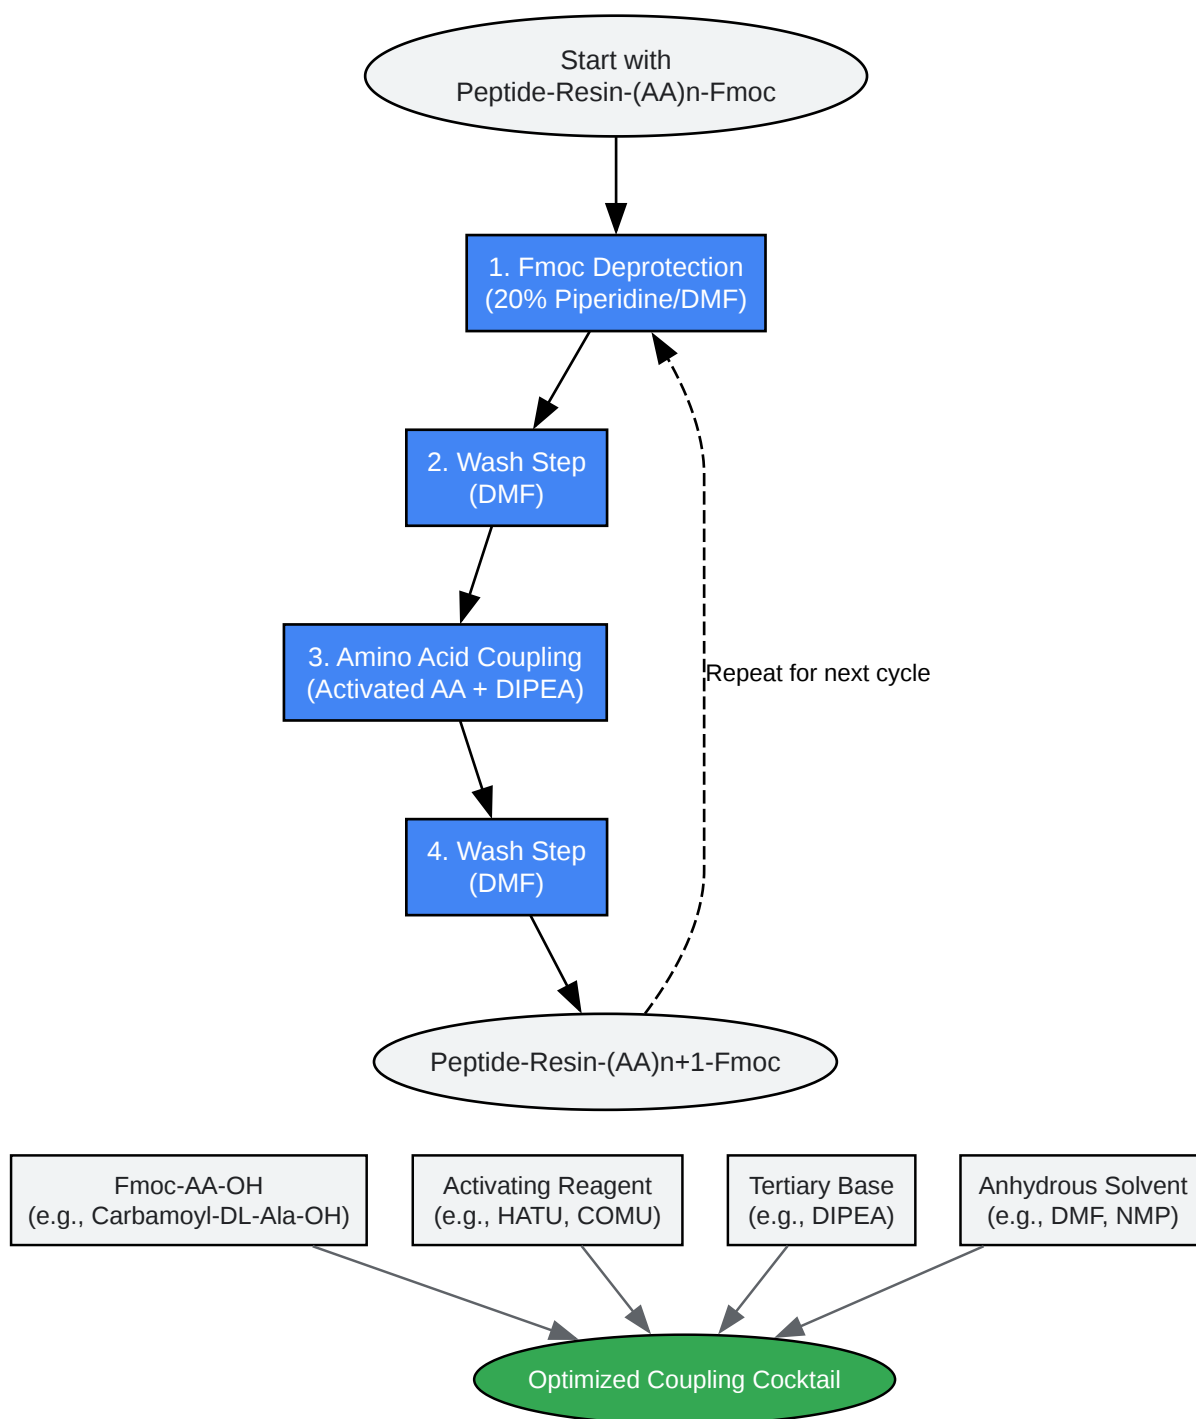 Start with
Peptide-Resin-(AA)n-Fmoc
1. Fmoc Deprotection
(20% Piperidine/DMF)
2. Wash Step
(DMF)
3. Amino Acid Coupling
(Activated AA + DIPEA)
Repeat for next cycle
4. Wash Step
(DMF)
Peptide-Resin-(AA)n+1-Fmoc
Fmoc-AA-OH
(e.g., Carbamoyl-DL-Ala-OH)
Activating Reagent
(e.g., HATU, COMU)
Tertiary Base
(e.g., DIPEA)
Anhydrous Solvent
(e.g., DMF, NMP)
Optimized Coupling Cocktail